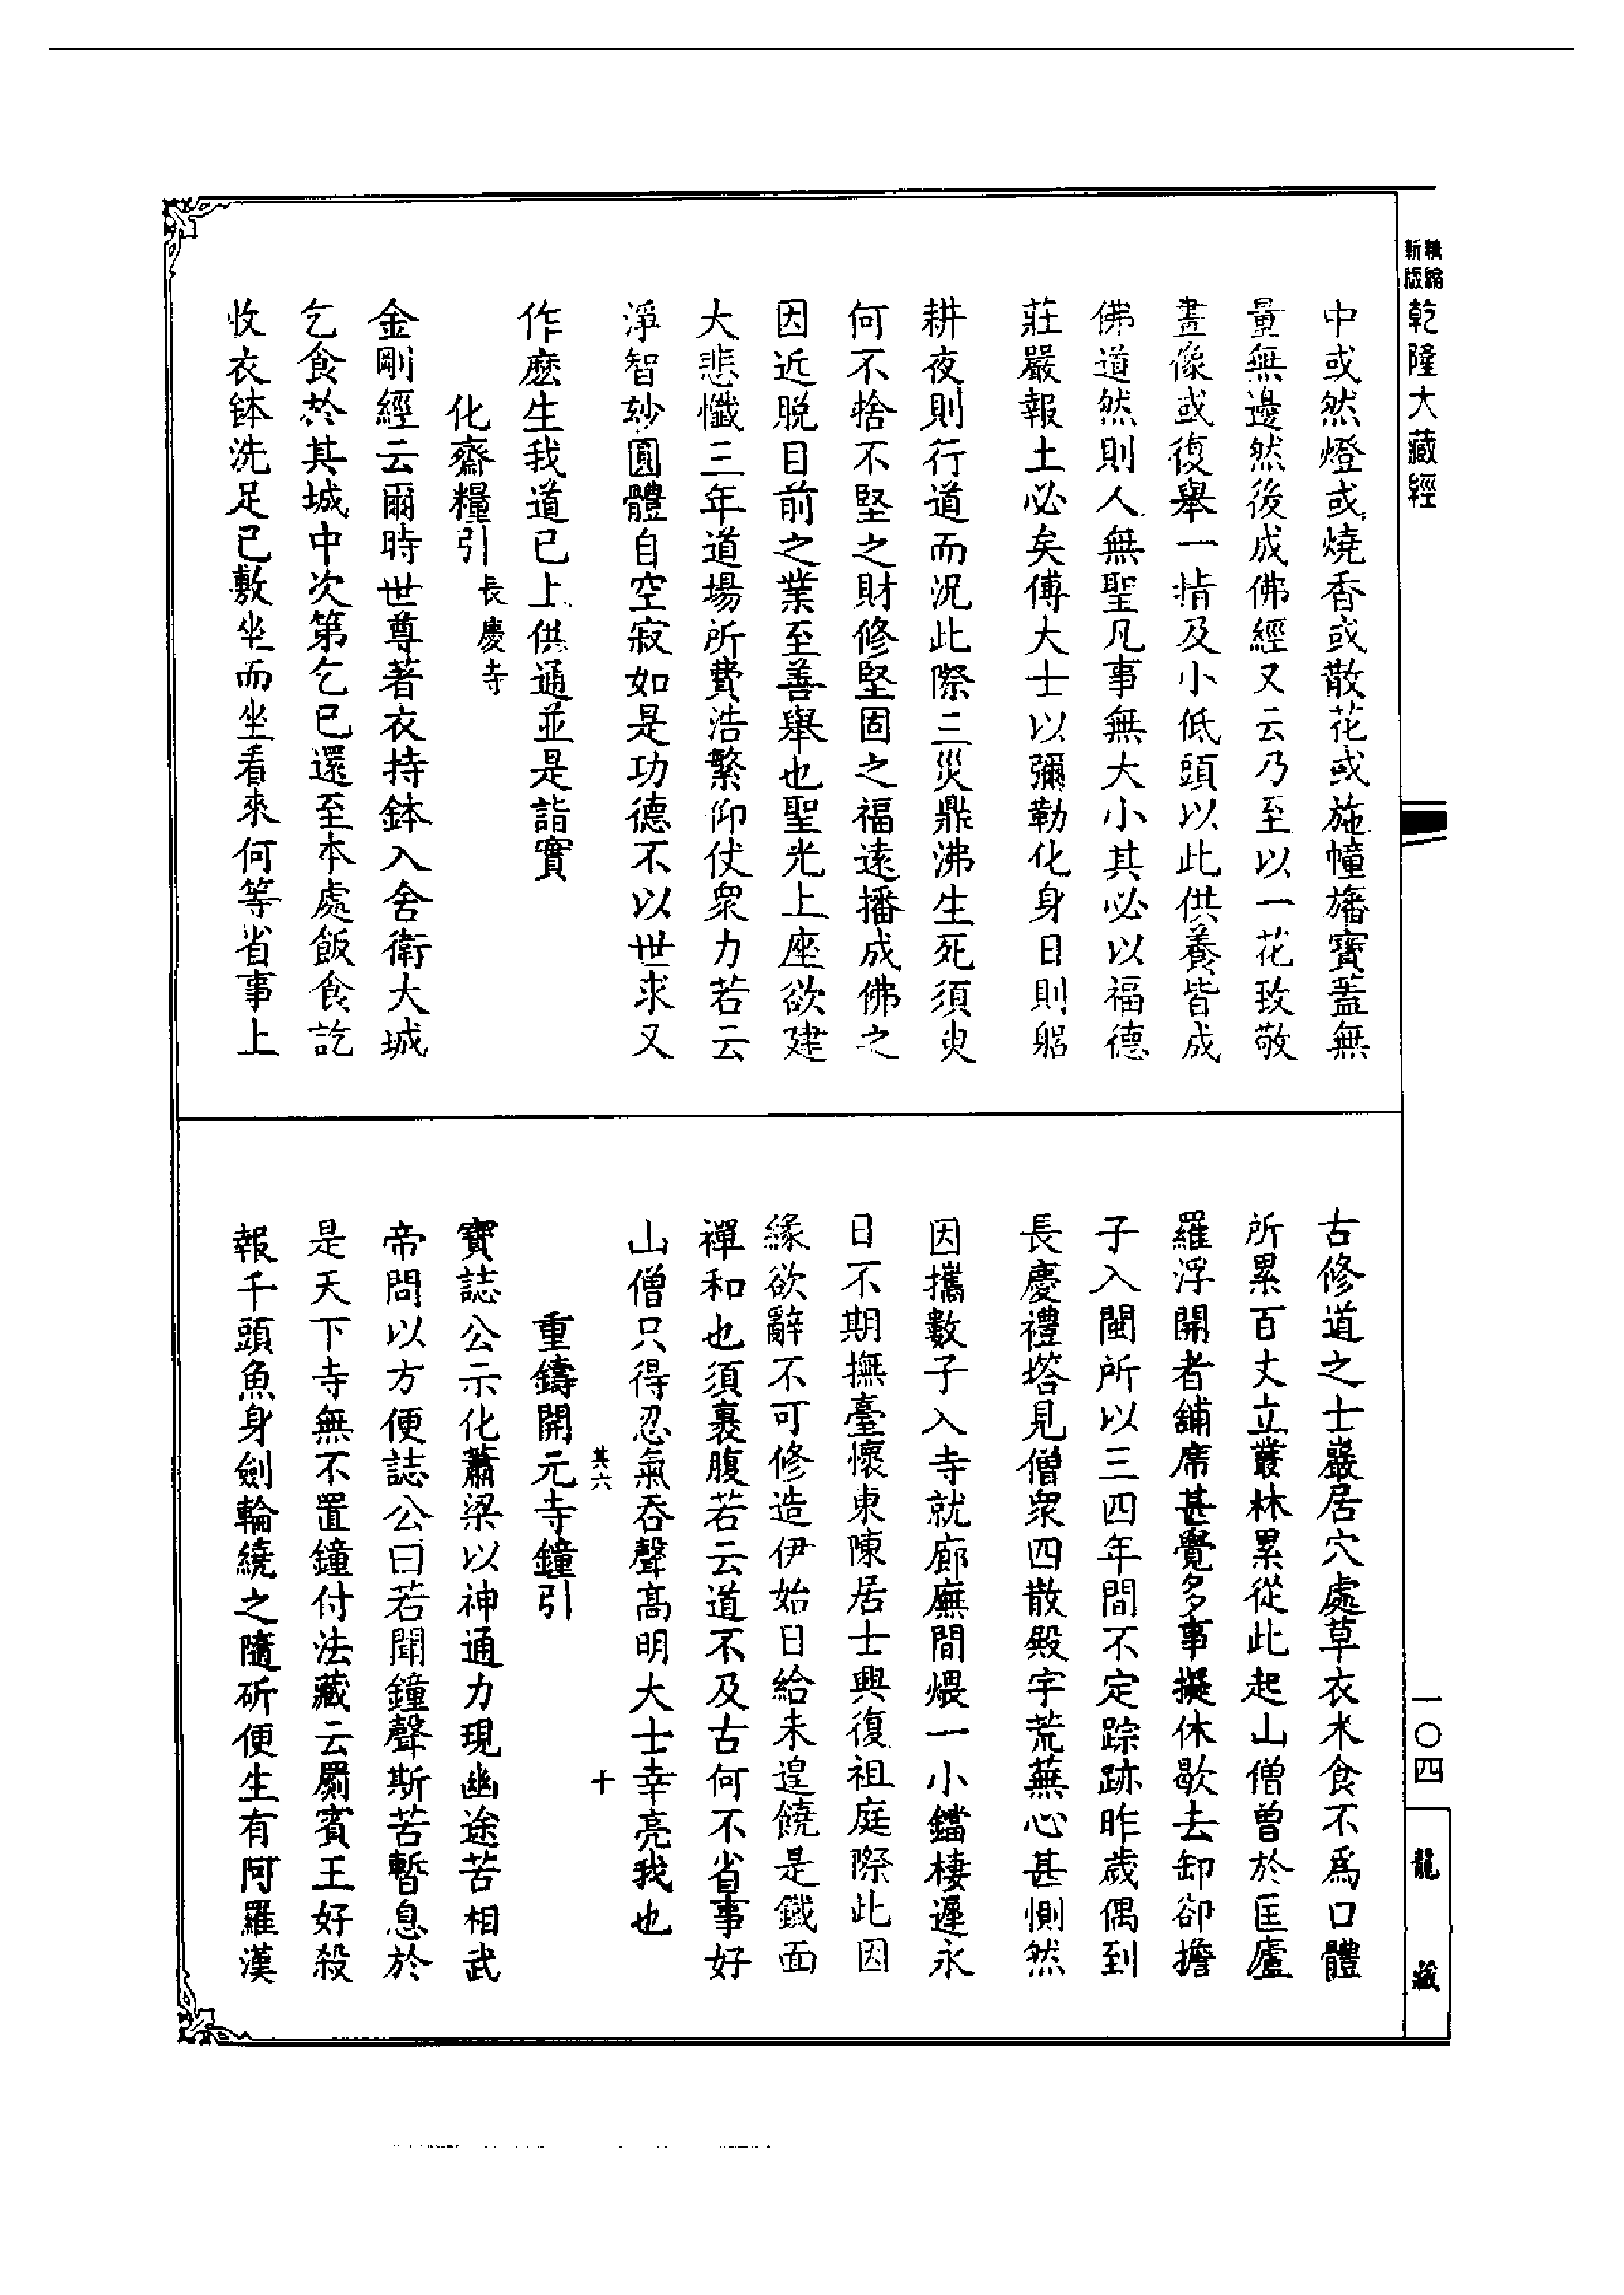 新版精縮
乾隆大藏經
中或然燈或燒香或散花或施幢旛寶蓋無
量無邊然後成佛經又云乃至以一花致敬
畫像或復舉一指及小低頭以此供養皆成
佛道然則人無聖凡事無大小其必以福德
莊嚴報土必矣傅大士以彌勒化身日則躬
耕夜則行道而況此際三災鼎沸生死須臾
何不捨不堅之財修堅固之福遠播成佛之
因近脫目前之業至善舉也聖光上座欲建
大悲懺三年道場所費浩繁仰仗衆力若云
淨智妙圓體自空寂如是功德不以世求又
作麽生我道已上供通並是詣實
化齋糧引 長慶寺
金剛經云爾時世尊著衣持鉢入舍衛大城
乞食於其城中次第乞已還至本處飯食訖
收衣鉢洗足已敷坐而坐看來何等省事上
古修道之士巖居穴處草衣木食不爲口體
所累百丈立叢林累從此起山僧曾於匡廬
羅浮開者舖席甚覺多事擬休歇去卸卻擔
子入閩所以三四年間不定踪跡昨歲偶到
長慶禮塔見僧衆四散殿宇荒蕪心甚惻然
因攜數子入寺就廊廡間煨一小鐺棲遲永
日不期撫臺懷東陳居士興復祖庭際此因
緣欲辭不可修造伊始日給未遑饒是鐵面
禪和也須裹腹若云道不及古何不省事好
山僧只得忍氣吞聲高明大士幸亮我也
其六 十
重鑄開元寺鐘引
寶誌公示化蕭梁以神通力現幽途苦相武
帝問以方便誌公曰若聞鐘聲斯苦暫息於
是天下寺無不置鐘付法藏云罽賓王好殺
報千頭魚身劍輪繞之隨斫便生有阿羅漢
一〇四
龍藏